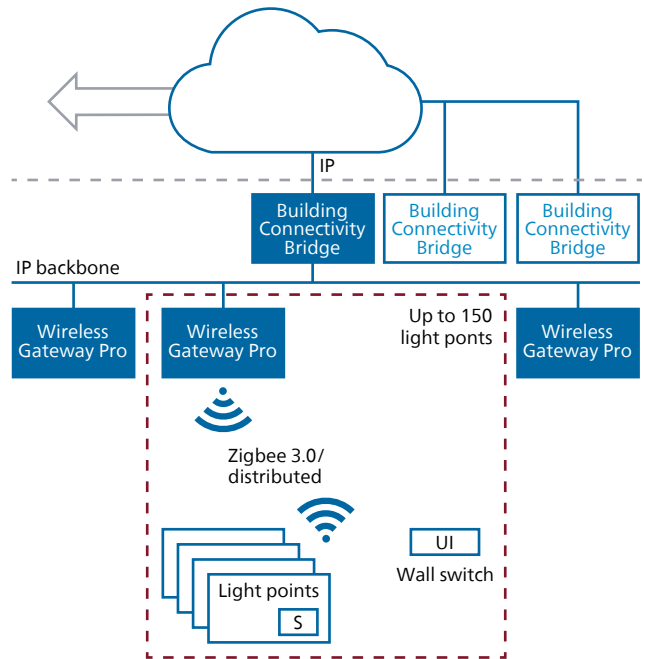 IP
Building
Connectivity
Bridge
Building
Connectivity
Bridge
Building
Connectivity
Bridge
IP backbone
Wireless
Gateway Pro
Wireless
Gateway Pro
Up to 150
light ponts
Wireless
Gateway Pro
Zigbee 3.0/
distributed
Light points
S
UI
Wall switch